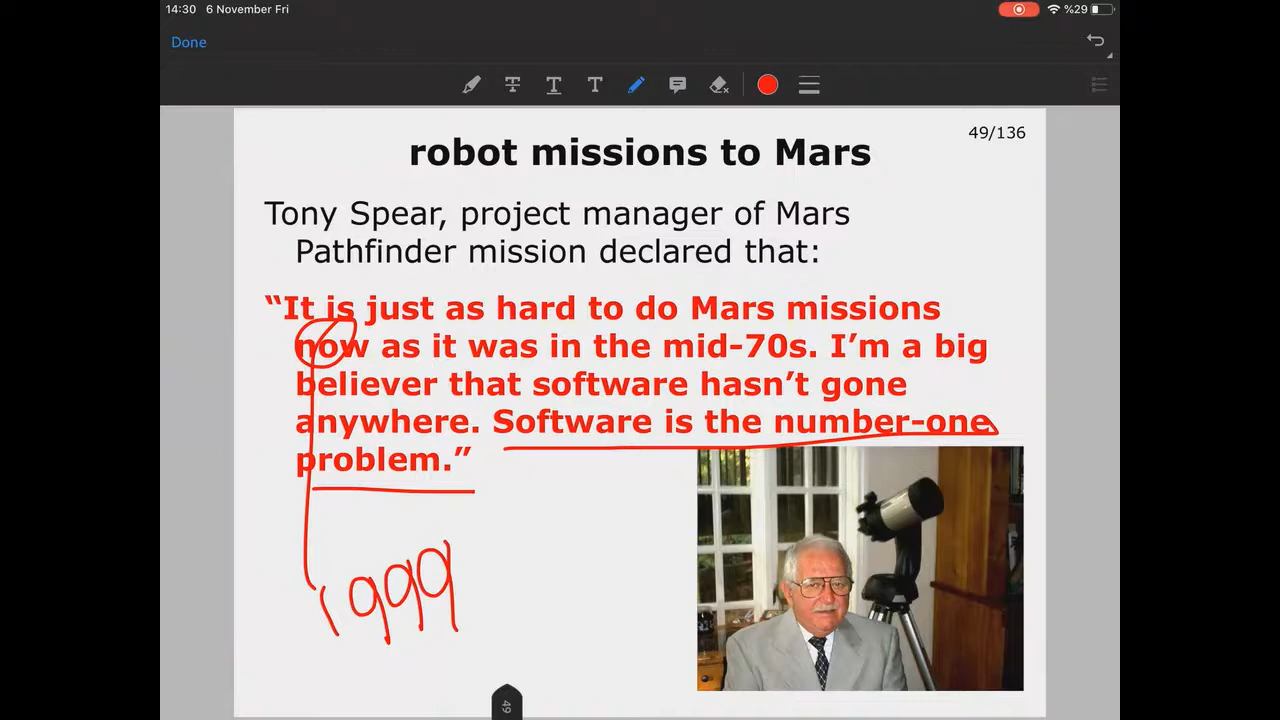 14:30 6 November Fri
%29
Done
49/136
robot missions to Mars
Tony Spear, project manager of Mars
Pathfinder mission declared that:
“It is just as hard to do Mars missions
now as it was in the mid-70s. I’m a big
believer that software hasn’t gone
anywhere. Software is the number-one
problem.”
1999
49